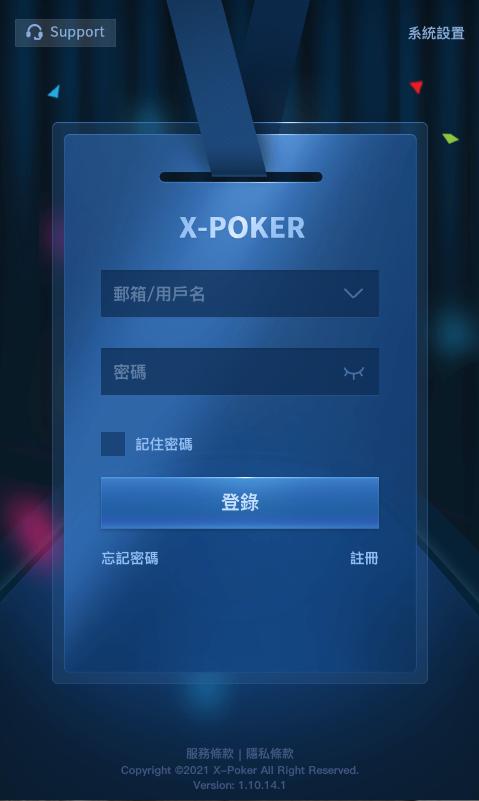 Support
系統設置
X-POKER
郵箱/用戶名
密碼
記住密碼
登錄
忘記密碼
註冊
服務條款 | 隱私條款
Copyright ©2021 X-Poker All Right Reserved.
Version: 1.10.14.1